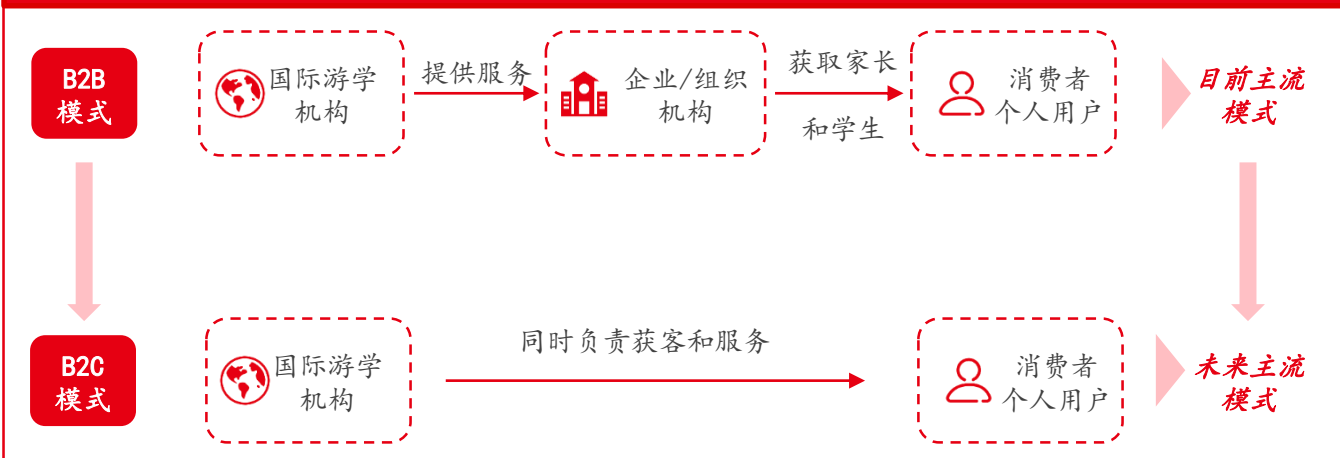 B2B
模式
国际游学
机构
提供服务
企业/组织
机构
获取家长
和学生
消费者
个人用户
目前主流
模式
B2C
模式
国际游学
机构
同时负责获客和服务
消费者
个人用户
未来主流
模式